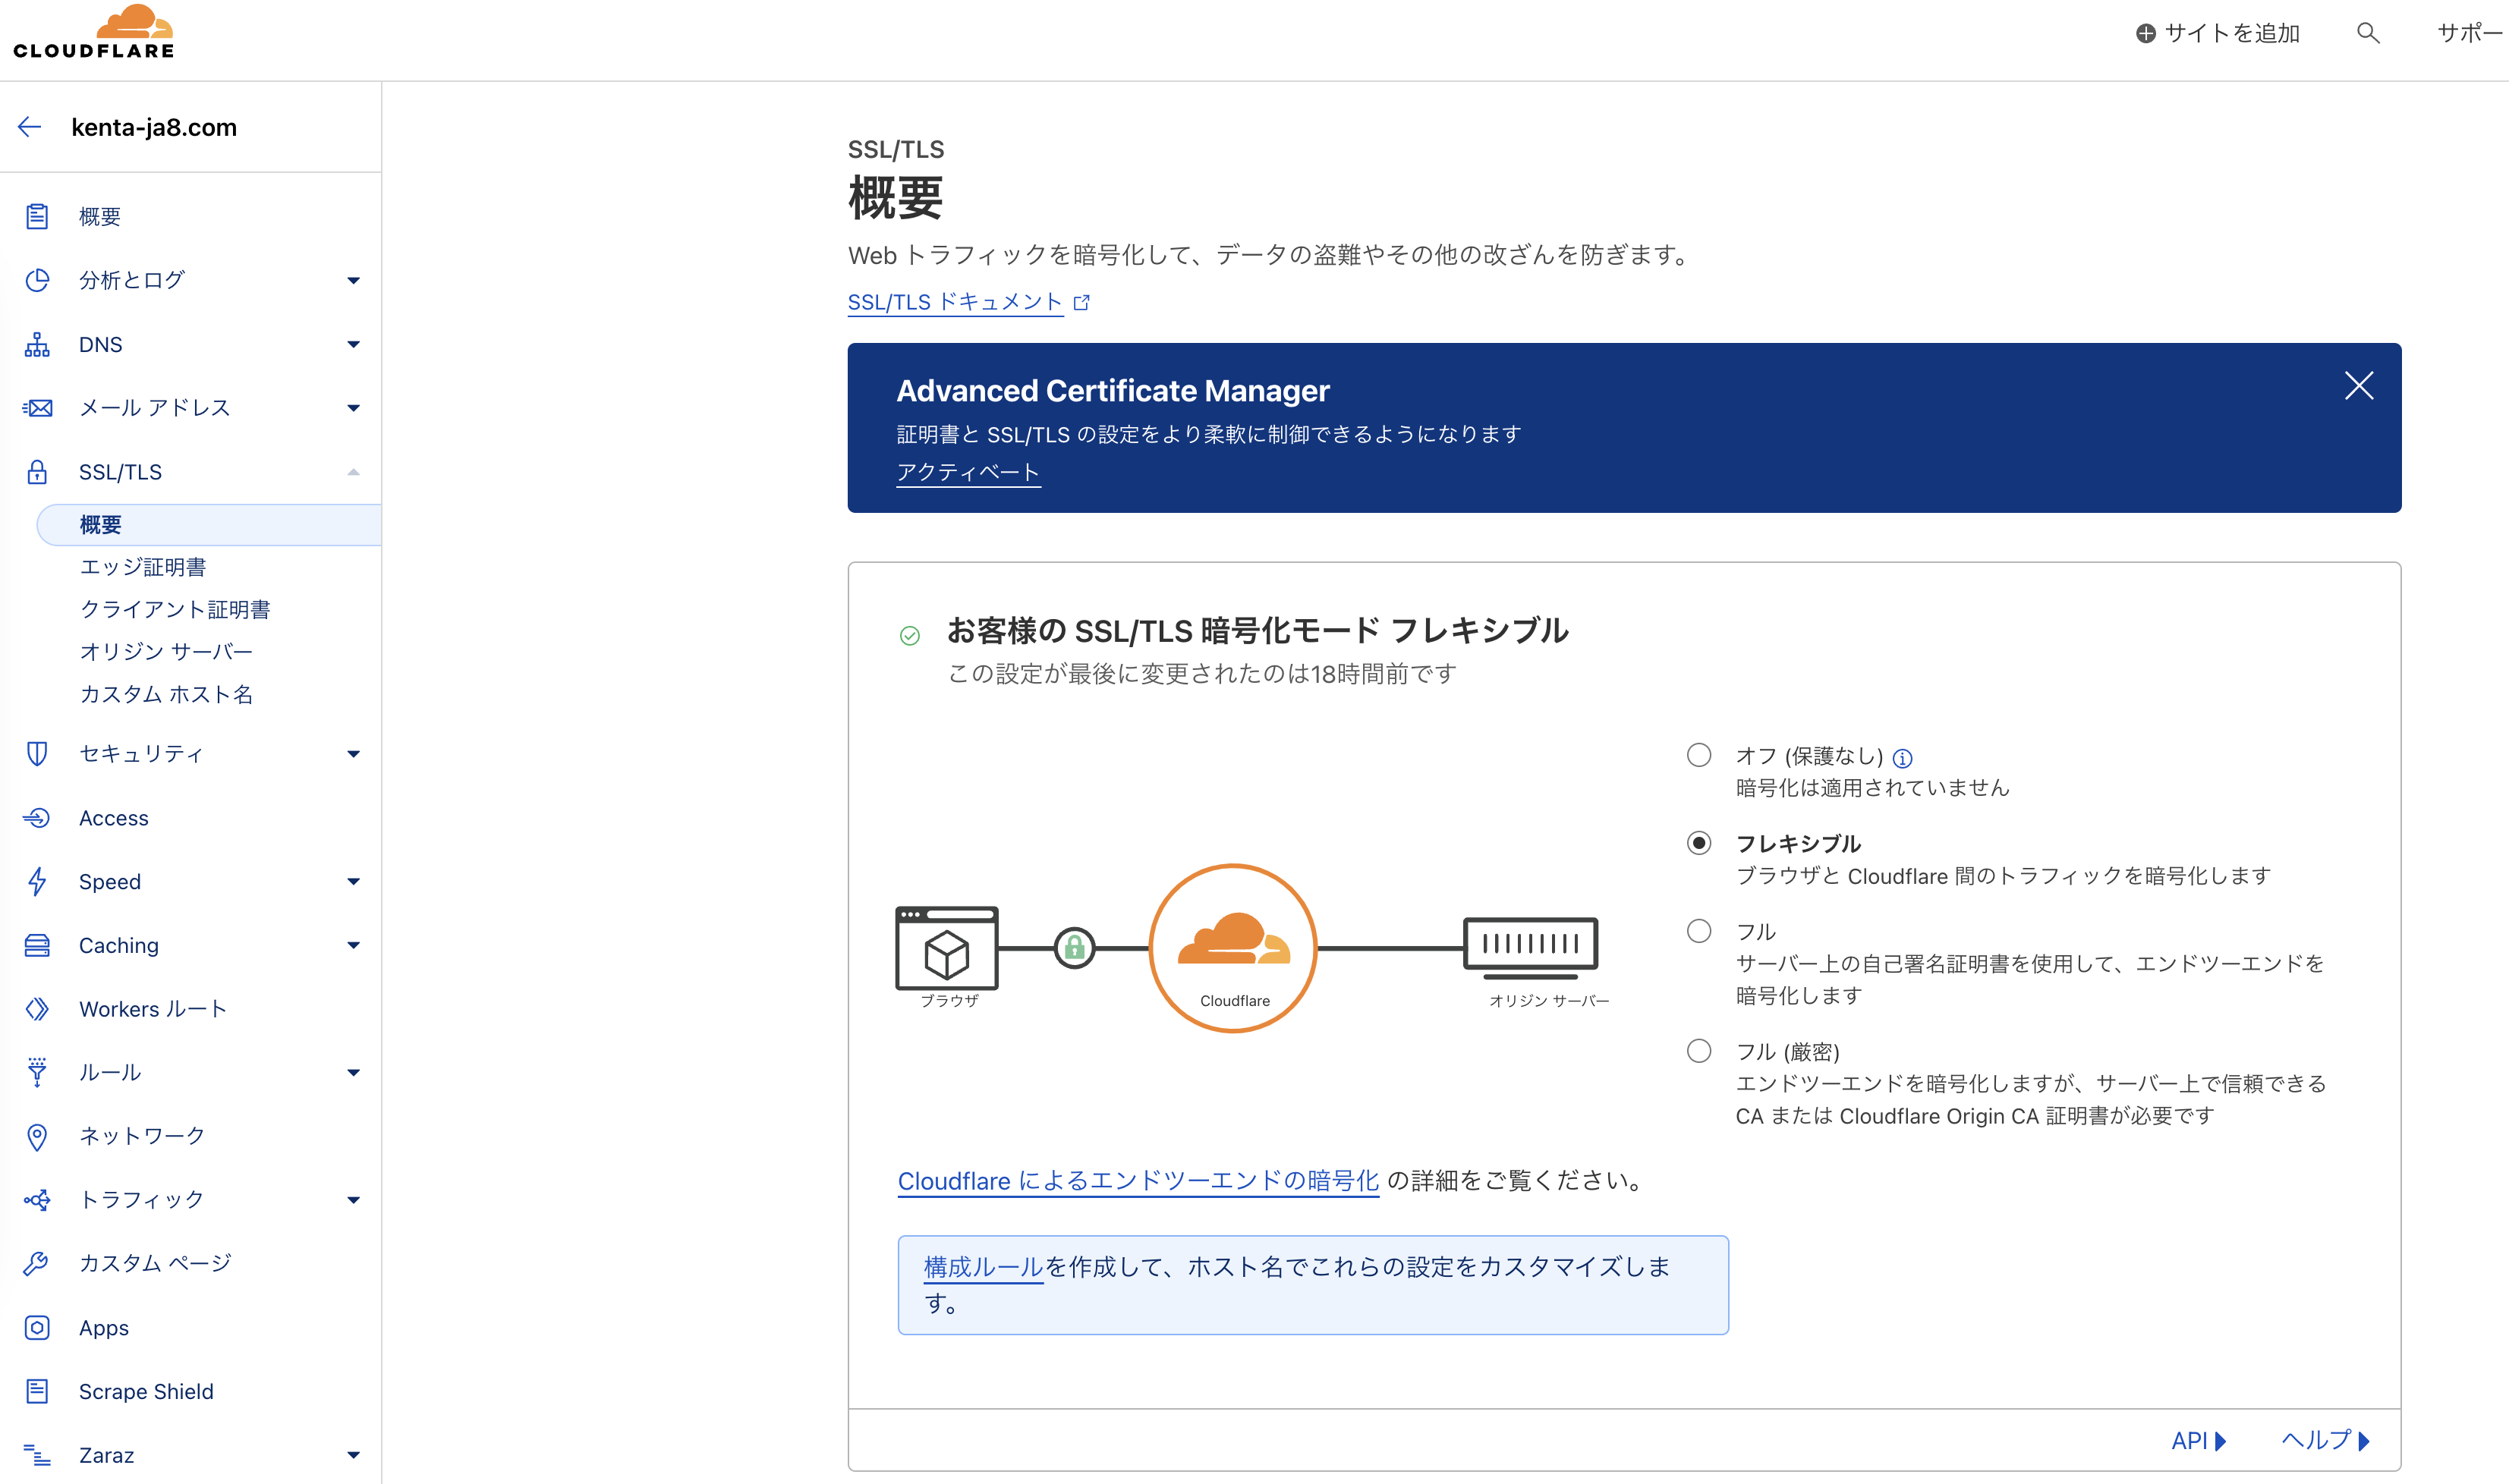 CLOUDFLARE
サイトを追加
サポー
kenta-ja8.com
概要
分析とログ
DNS
メール アドレス
SSL/TLS
概要
エッジ証明書
クライアント証明書
オリジン サーバー
カスタム ホスト名
セキュリティ
Access
Speed
Caching
Workers ルート
ルール
ネットワーク
トラフィック
カスタム ページ
Apps
Scrape Shield
Zaraz
SSL/TLS
概要
Web トラフィックを暗号化して、データの盗難やその他の改ざんを防ぎます。
SSL/TLS ドキュメント
Advanced Certificate Manager
証明書と SSL/TLS の設定をより柔軟に制御できるようになります
アクティベート
お客様の SSL/TLS 暗号化モード フレキシブル
この設定が最後に変更されたのは18時間前です
ブラウザ
Cloudflare
オリジン サーバー
オフ (保護なし)
暗号化は適用されていません
フレキシブル
ブラウザと Cloudflare 間のトラフィックを暗号化します
フル
サーバー上の自己署名証明書を使用して、エンドツーエンドを
暗号化します
フル (厳密)
エンドツーエンドを暗号化しますが、サーバー上で信頼できる
CA または Cloudflare Origin CA 証明書が必要です
Cloudflare によるエンドツーエンドの暗号化 の詳細をご覧ください。
構成ルールを作成して、ホスト名でこれらの設定をカスタマイズしま
す。
API
ヘルプ